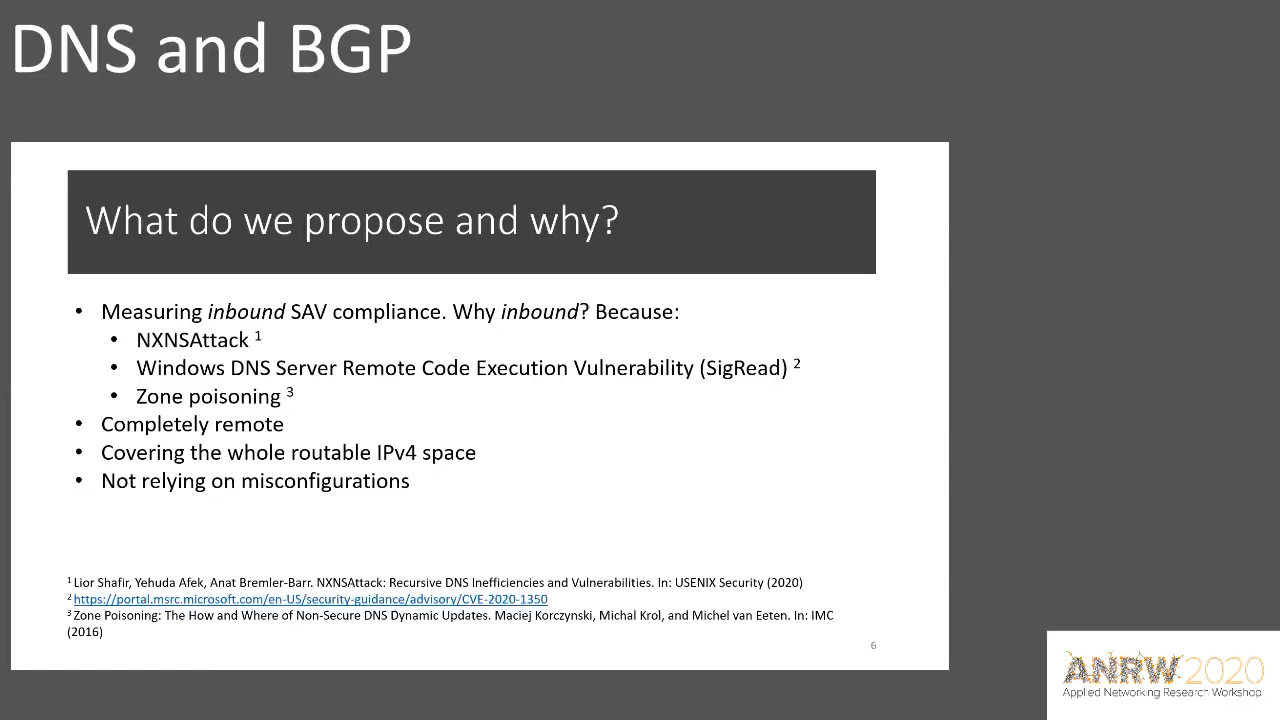 DNS and BGP
What do we propose and why?
• Measuring inbound SAV compliance. Why inbound? Because:
• NXNSAttack 1
• Windows DNS Server Remote Code Execution Vulnerability (SigRead) 2
• Zone poisoning 3
• Completely remote
• Covering the whole routable IPv4 space
• Not relying on misconfigurations
1 Lior Shafir, Yehuda Afek, Anat Bremler-Barr. NXNSAttack: Recursive DNS Inefficiencies and Vulnerabilities. In: USENIX Security (2020)
2 https://portal.msrc.microsoft.com/en-US/security-guidance/advisory/CVE-2020-1350
3 Zone Poisoning: The How and Where of Non-Secure DNS Dynamic Updates. Maciej Korczynski, Michal Krol, and Michel van Eeten. In: IMC
(2016)
6
ANRW 2020
Applied Networking Research Workshop